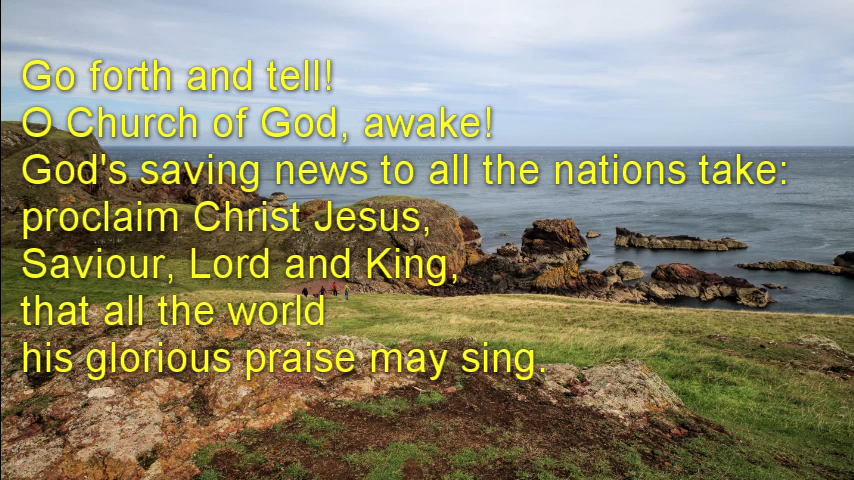 Go forth and tell!
O Church of God, awake!
God's saving news to all the nations take:
proclaim Christ Jesus,
Saviour, Lord and King,
that all the world
his glorious praise may sing.